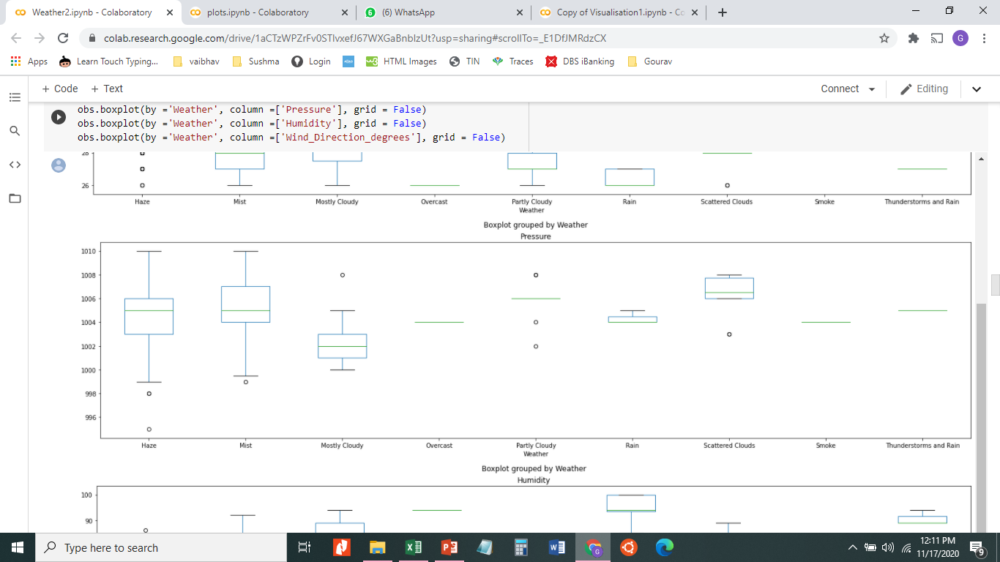 Weather2.ipynb - Colaboratory
plots.ipynb - Colaboratory
6
(6) WhatsApp
Copy of Visualisation1.ipynb - Co
colab.research.google.com/drive/1aCTzWPZrFv0STIvxefJ67WXGaBnbIzUt?usp=sharing#scrollTo=_E1DfJMRdzCX
G
Apps
Learn Touch Typing...
vaibhav
Sushma
Login
HTML Images
TIN
Traces
DBS iBanking
Gourav
+ Code + Text
Connect
Editing
obs.boxplot(by ='Weather', column =['Pressure'], grid = False)
obs.boxplot(by ='Weather', column =['Humidity'], grid = False)
obs.boxplot(by ='Weather', column =['Wind_Direction_degrees'], grid = False)
28
26
Haze Mist Mostly Cloudy Overcast Partly Cloudy Rain Scattered Clouds Smoke Thunderstorms and Rain
Weather
Boxplot grouped by Weather
Pressure
1010
1008
1006
1004
1002
1000
998
996
Haze Mist Mostly Cloudy Overcast Partly Cloudy Rain Scattered Clouds Smoke Thunderstorms and Rain
Weather
Boxplot grouped by Weather
Humidity
100
90
Type here to search
12:11 PM
11/17/2020
9